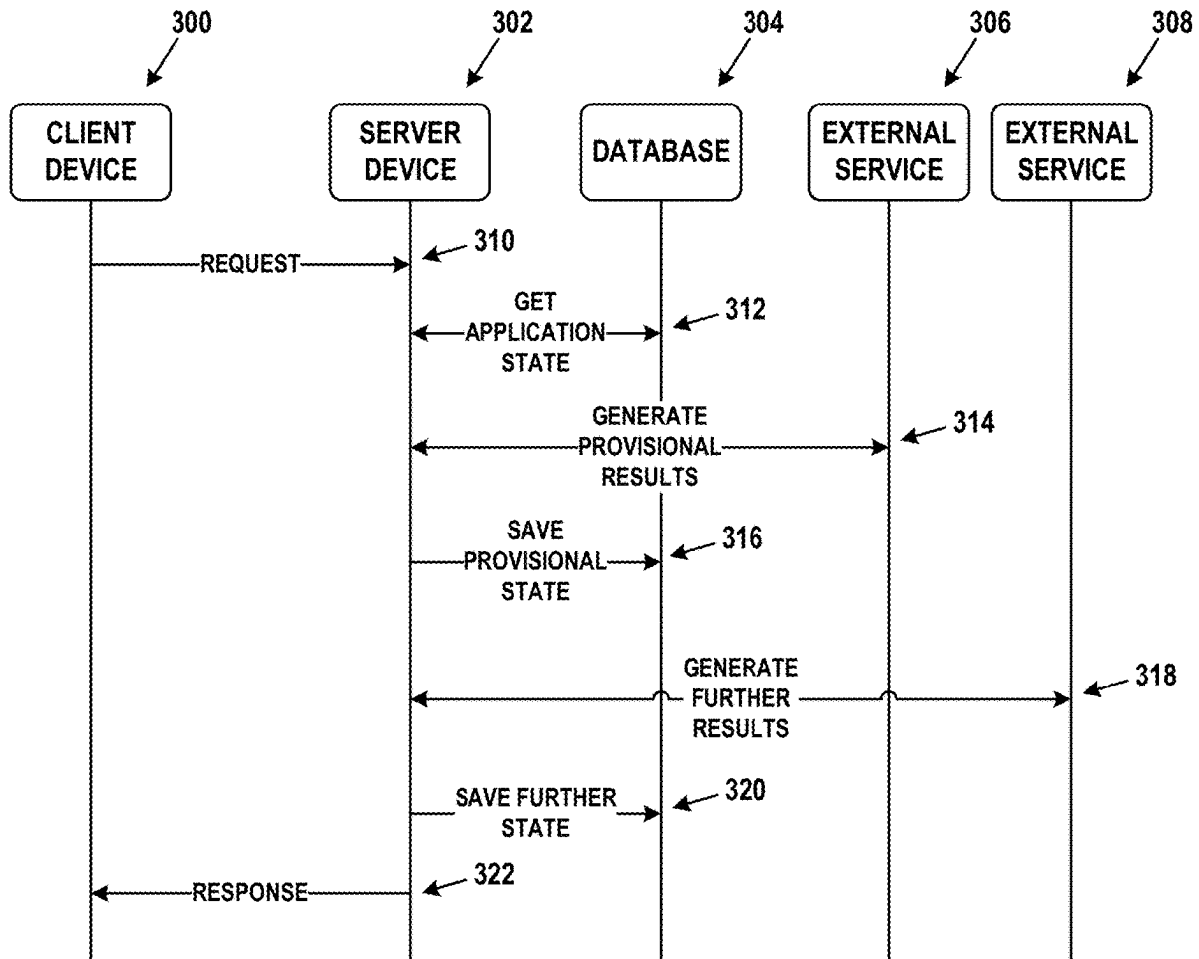 300
302
304
306
308
CLIENT
DEVICE
SERVER
DEVICE
DATABASE
EXTERNAL
SERVICE
EXTERNAL
SERVICE
REQUEST
310
GET
APPLICATION
STATE
312
GENERATE
PROVISIONAL
RESULTS
314
SAVE
PROVISIONAL
STATE
316
GENERATE
FURTHER
RESULTS
318
SAVE FURTHER
STATE
320
RESPONSE
322